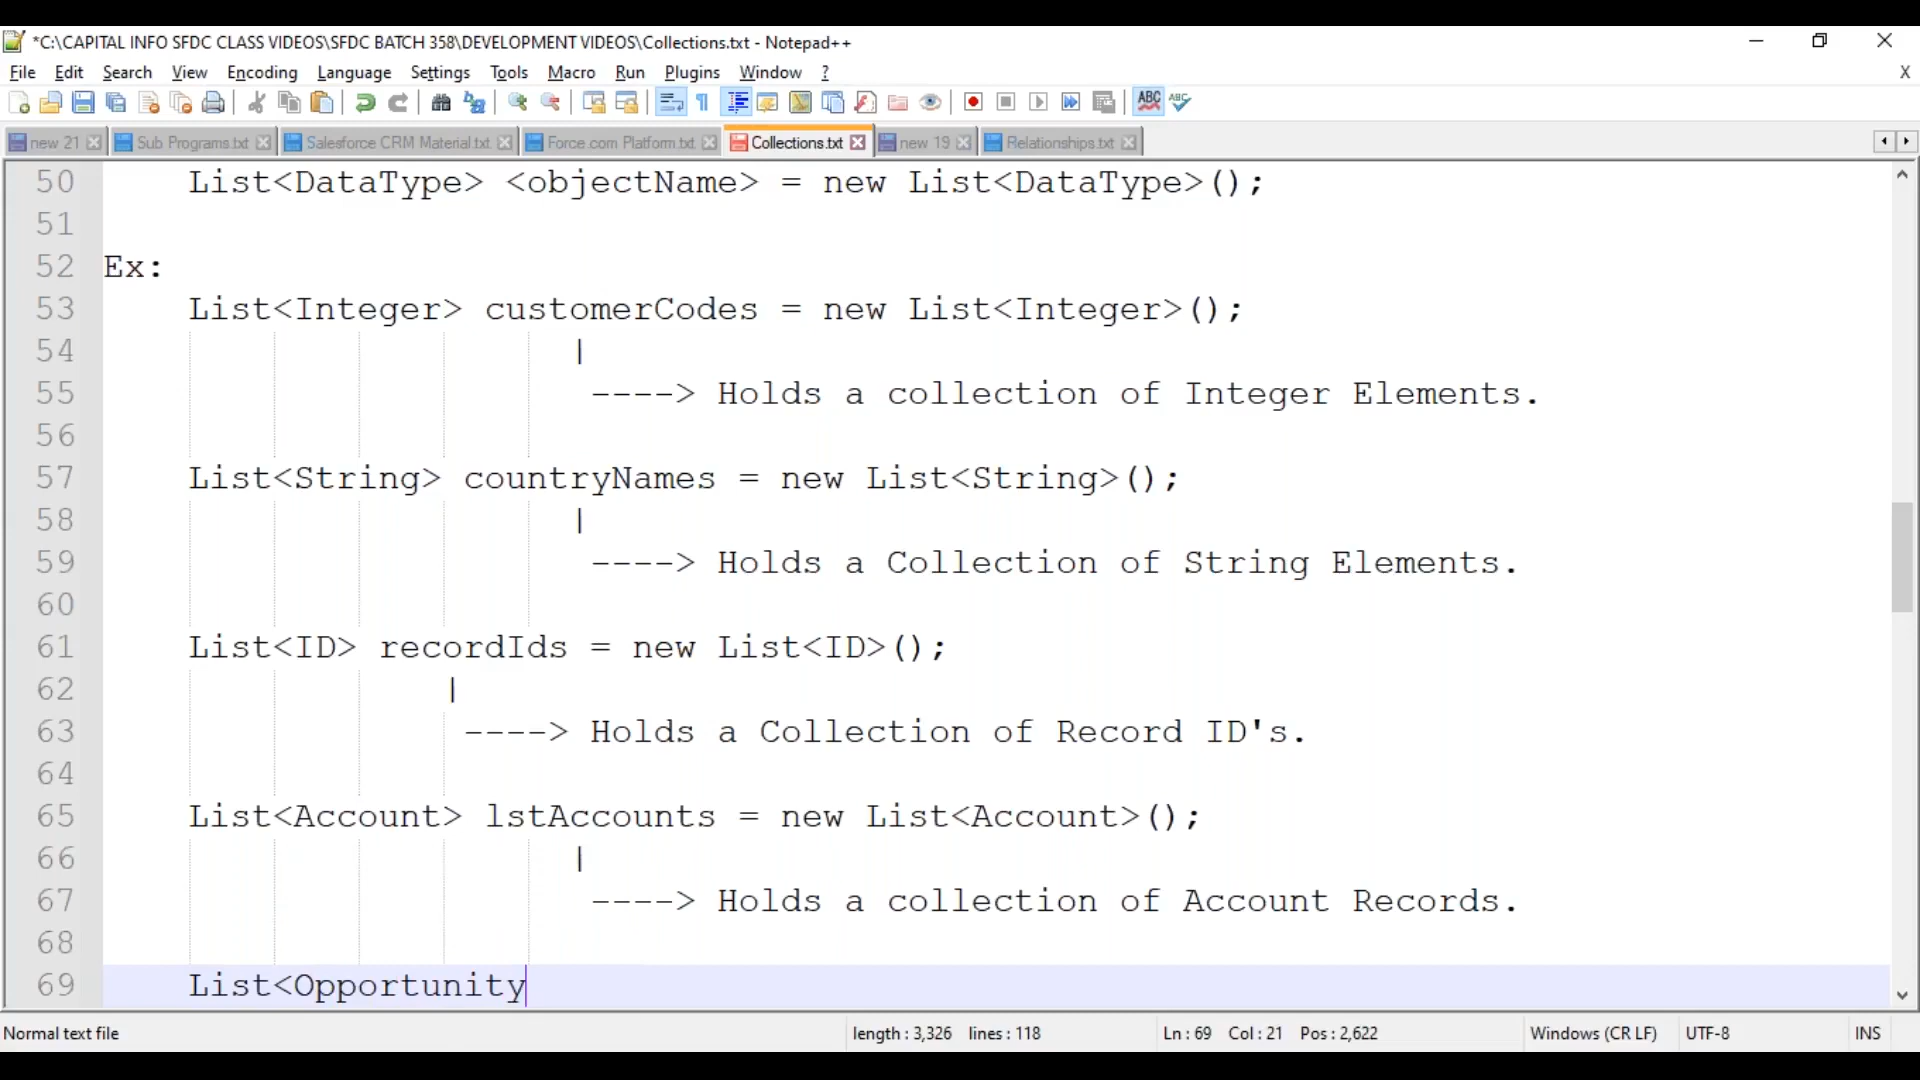 *C:\CAPITAL INFO SFDC CLASS VIDEOS\SFDC BATCH 358\DEVELOPMENT VIDEOS\Collections.txt - Notepad++
File Edit Search View Encoding Language Settings Tools Macro Run Plugins Window ? X
ABC ABC
new 21 Sub Programs.txt Salesforce CRM Material.txt Force.com Platform.txt Collections.txt new 19 Relationships.txt
50 List<DataType> <objectName> = new List<DataType>();
51
52 Ex:
53 List<Integer> customerCodes = new List<Integer>();
54 |
55 ----> Holds a collection of Integer Elements.
56
57 List<String> countryNames = new List<String>();
58 |
59 ----> Holds a Collection of String Elements.
60
61 List<ID> recordIds = new List<ID>();
62 |
63 ----> Holds a Collection of Record ID's.
64
65 List<Account> lstAccounts = new List<Account>();
66 |
67 ----> Holds a collection of Account Records.
68
69 List<Opportunity
Normal text file length : 3,326 lines : 118 Ln : 69 Col : 21 Pos : 2,622 Windows (CR LF) UTF-8 INS